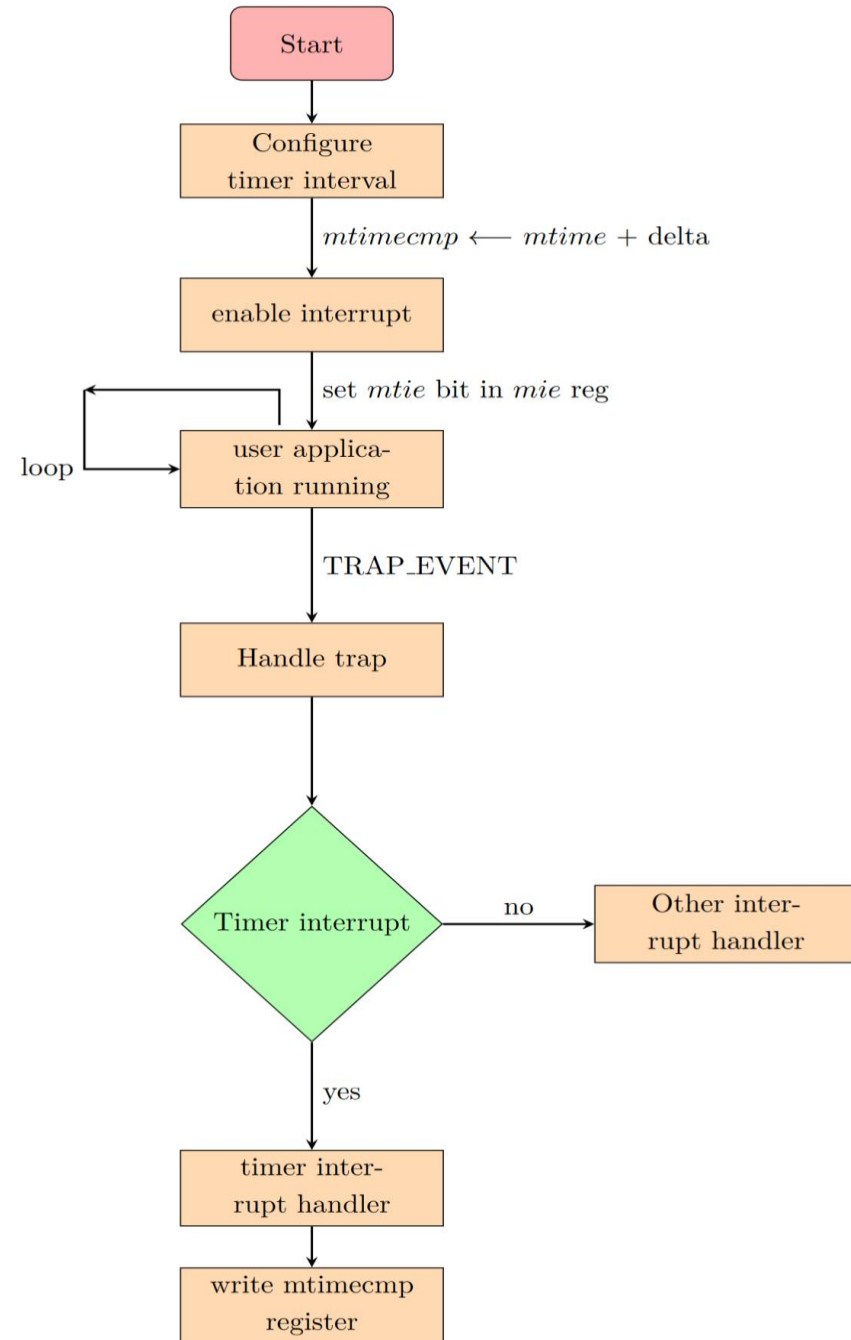 Start
Configure
timer interval
mtimecmp ⟵ mtime + delta
enable interrupt
set mtie bit in mie reg
user applica-
tion running
loop
TRAP_EVENT
Handle trap
Timer interrupt
no
Other inter-
rupt handler
yes
timer inter-
rupt handler
write mtimecmp
register